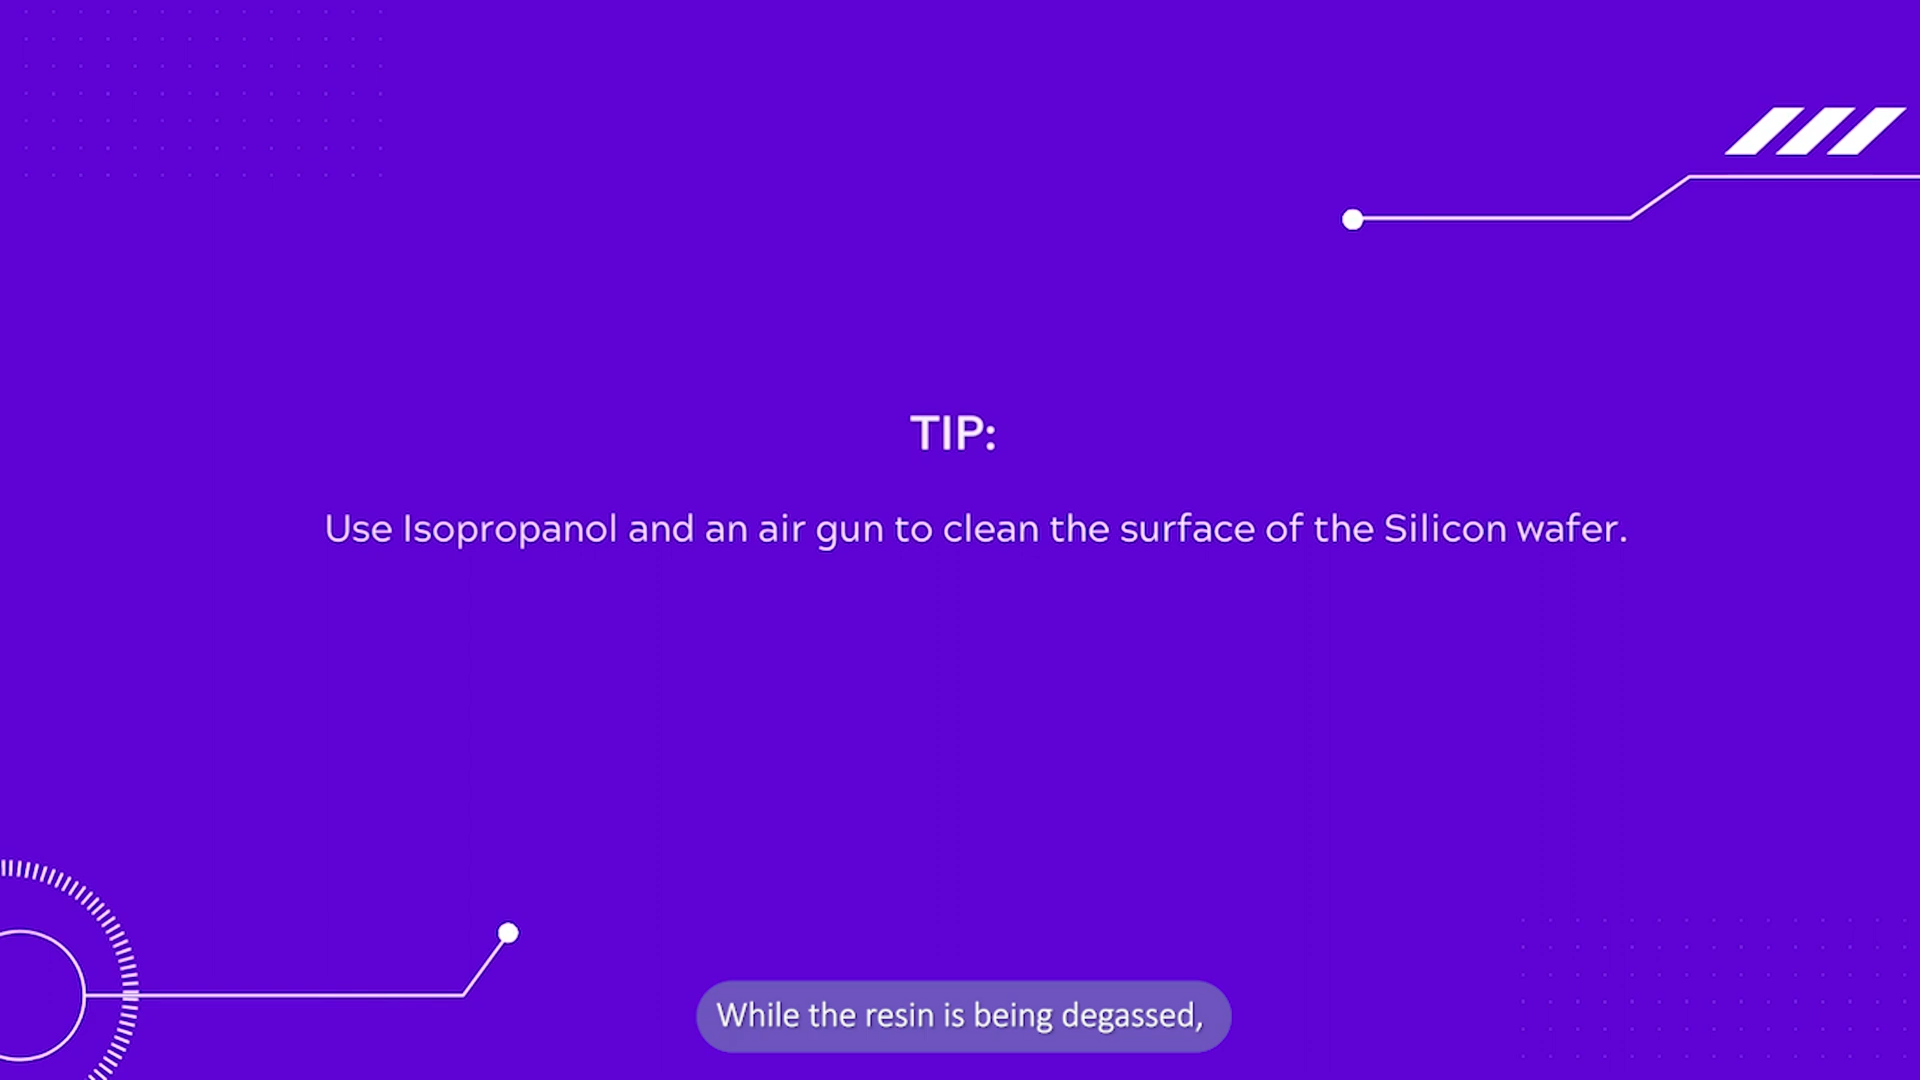 TIP:
Use Isopropanol and an air gun to clean the surface of the Silicon wafer.
While the resin is being degassed,